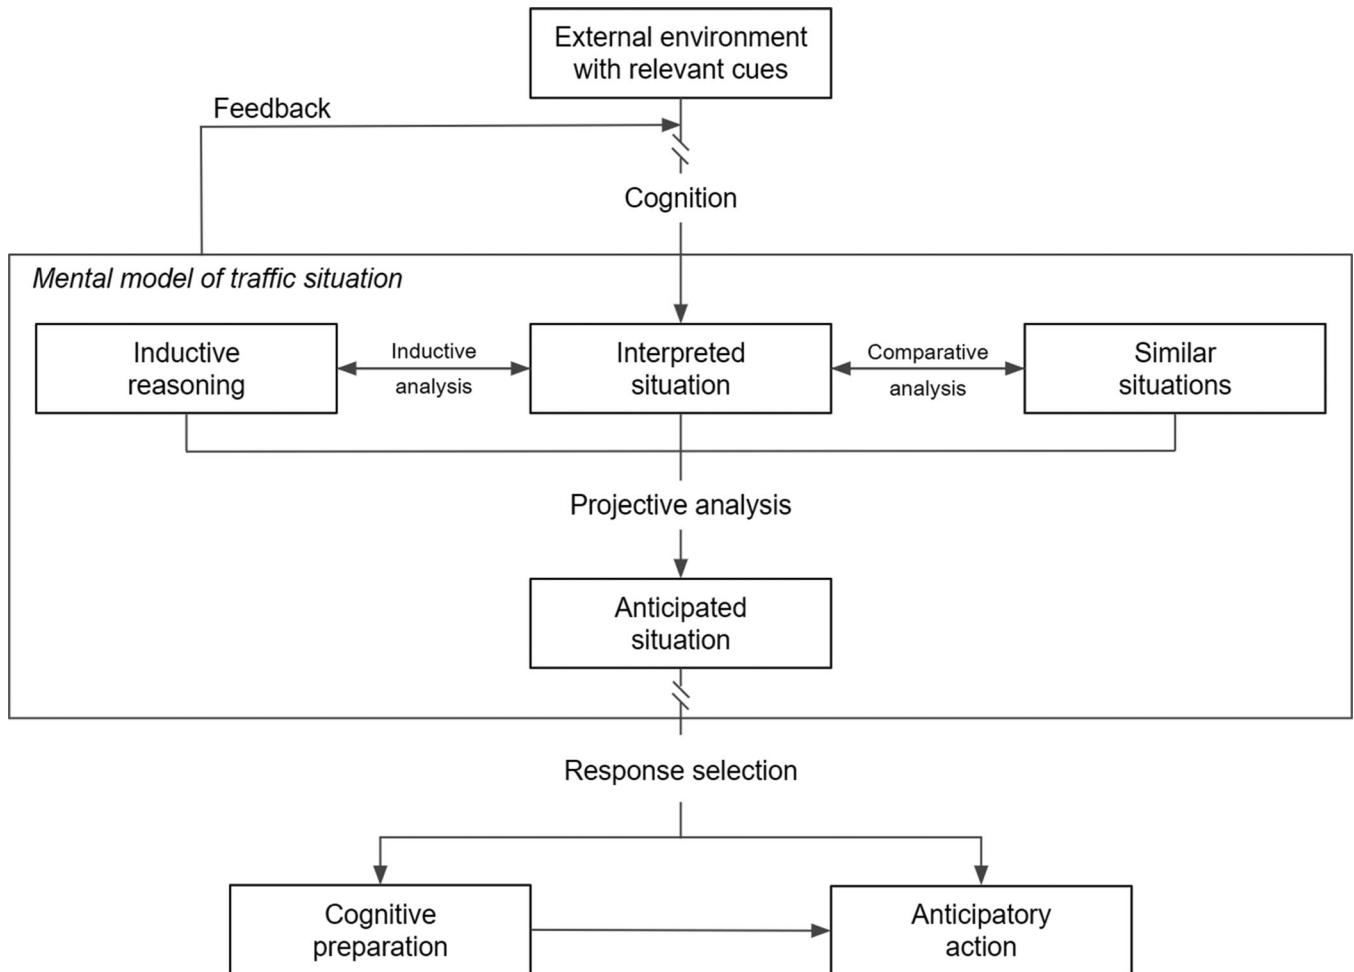 External environment
with relevant cues
Feedback
Cognition
Mental model of traffic situation
Inductive
reasoning
Inductive
analysis
Interpreted
situation
Comparative
analysis
Similar
situations
Projective analysis
Anticipated
situation
Response selection
Cognitive
preparation
Anticipatory
action